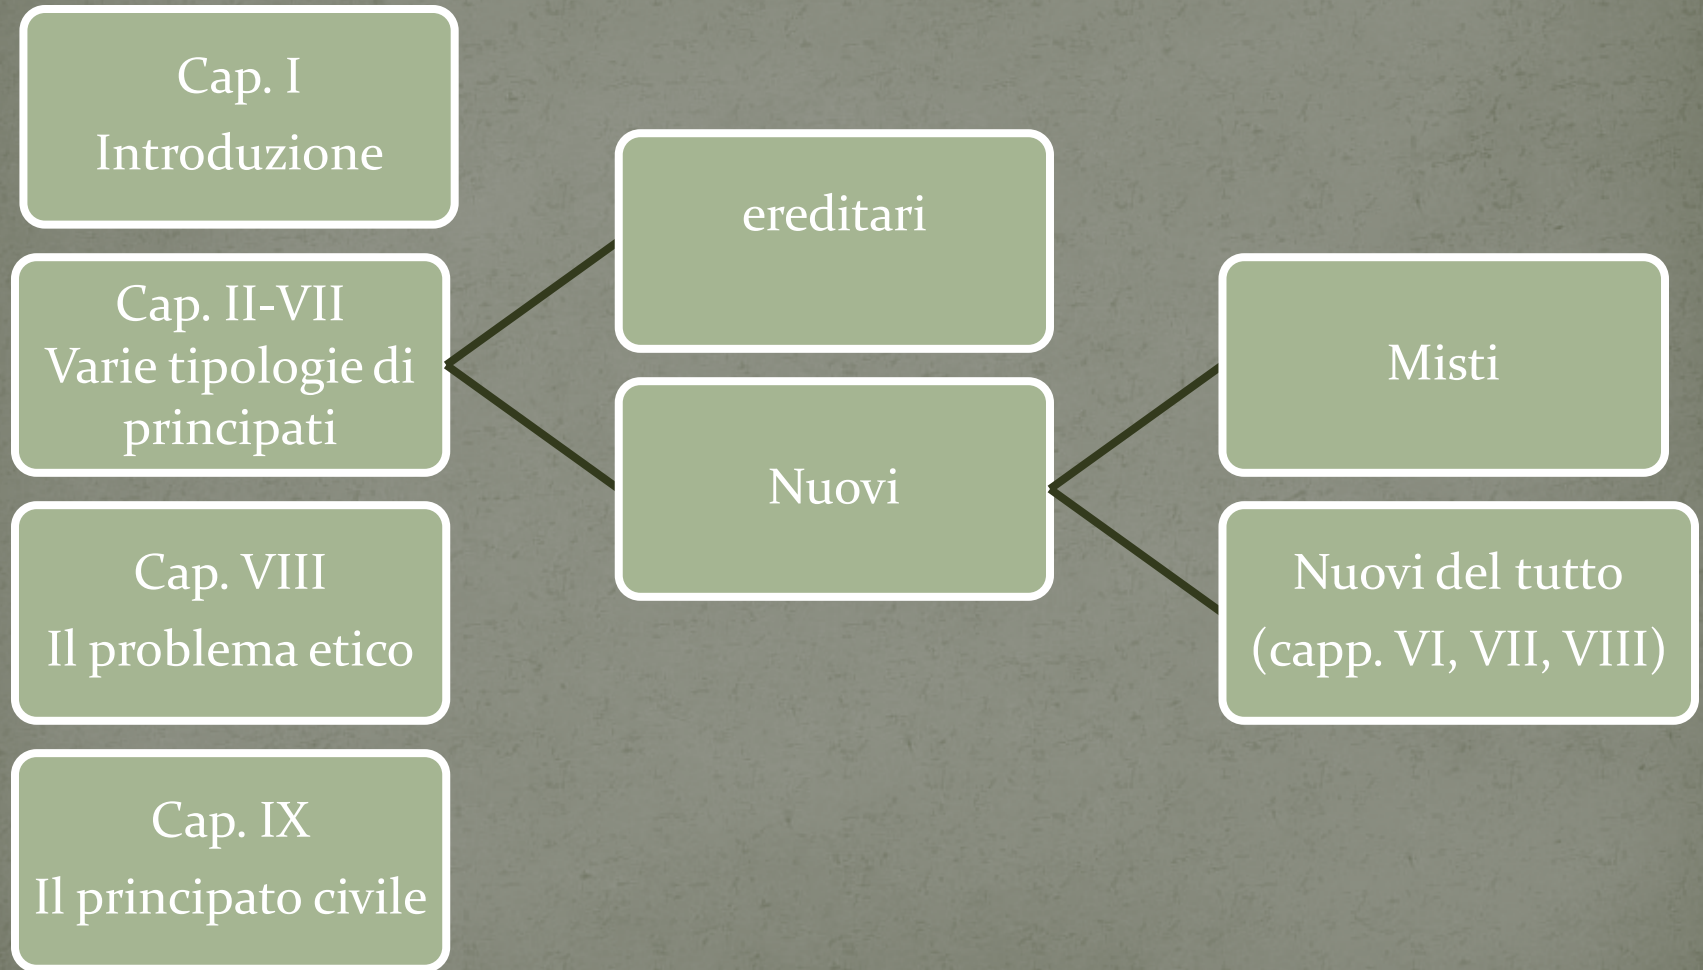 Cap. I
Introduzione
Cap. II-VII
Varie tipologie di
principati
Cap. VIII
Il problema etico
Cap. IX
Il principato civile
ereditari
Nuovi
Misti
Nuovi del tutto
(capp. VI, VII, VIII)